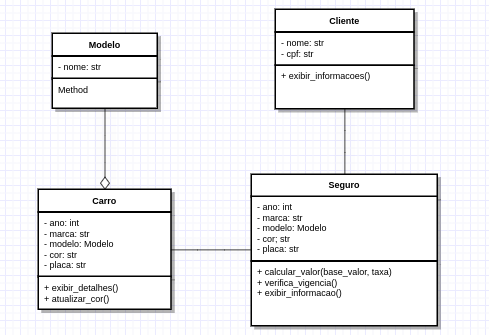 Modelo
- nome: str
Method
Cliente
- nome: str
- cpf: str
+ exibir_informacoes()
Carro
- ano: int
- marca: str
- modelo: Modelo
- cor: str
- placa: str
+ exibir_detalhes()
+ atualizar_cor()
Seguro
- ano: int
- marca: str
- modelo: Modelo
- cor; str
- placa: str
+ calcular_valor(base_valor, taxa)
+ verifica_vigencia()
+ exibir_informacao()